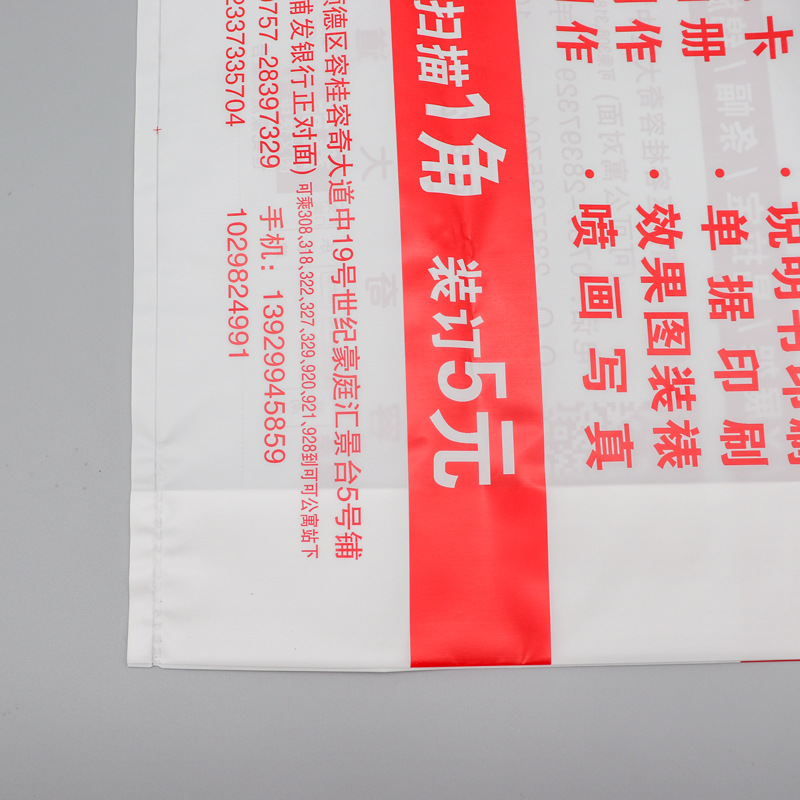 卡
册 · 说明书印刷
制作 · 单据印刷
制作 · 效果图装裱
· 喷画写真
扫描1角 装订5元
顺德区容桂容奇大道中19号世纪豪庭汇景台5号铺
浦发银行正对面) 可乘308、318、322、327、329、920、921、928到可可公寓站下
0757-28397329 手机：13929945859
2337335704 1029824991